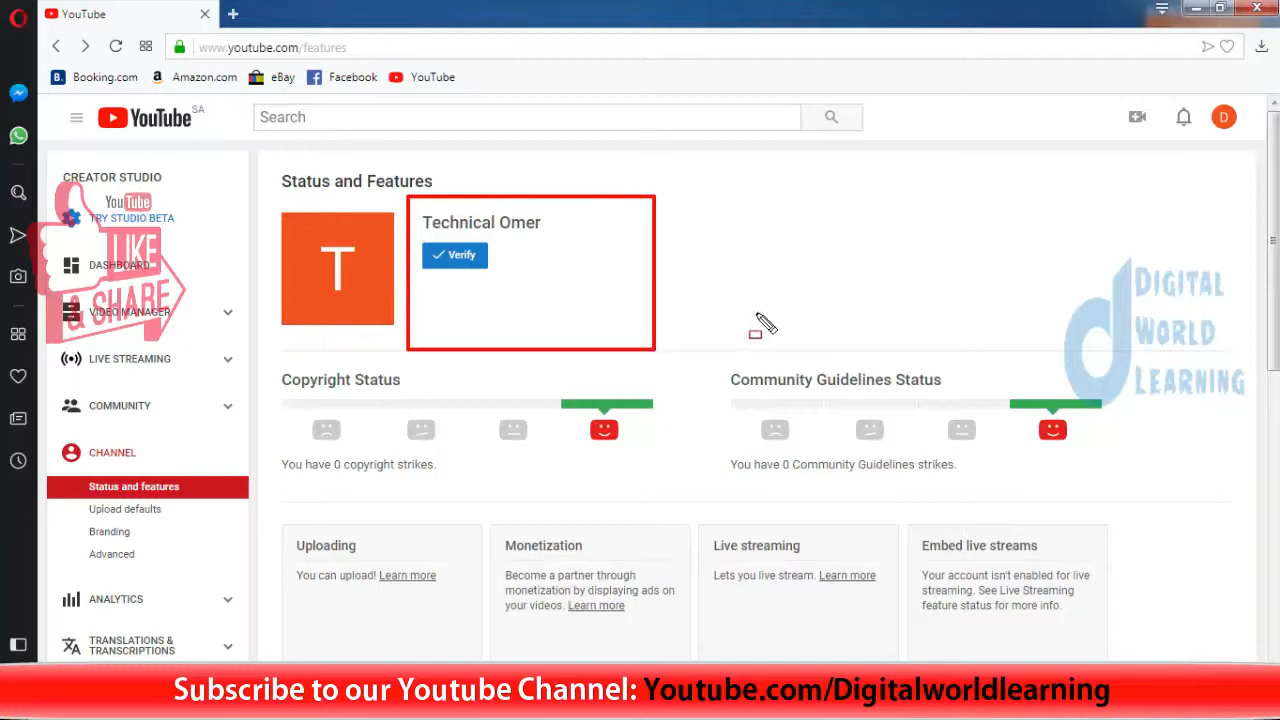 YouTube
www.youtube.com/features
Booking.com
Amazon.com
eBay
Facebook
YouTube
YouTube SA
Search
D
CREATOR STUDIO
YouTube
TRY STUDIO BETA
LIKE
& SHARE
DASHBOARD
VIDEO MANAGER
LIVE STREAMING
COMMUNITY
CHANNEL
Status and features
Upload defaults
Branding
Advanced
ANALYTICS
TRANSLATIONS &
TRANSCRIPTIONS
Status and Features
T
Technical Omer
Verify
DIGITAL
WORLD
LEARNING
Copyright Status
You have 0 copyright strikes.
Community Guidelines Status
You have 0 Community Guidelines strikes.
Uploading
You can upload! Learn more
Monetization
Become a partner through
monetization by displaying ads on
your videos. Learn more
Live streaming
Lets you live stream. Learn more
Embed live streams
Your account isn't enabled for live
streaming. See Live Streaming
feature status for more info.
Subscribe to our Youtube Channel: Youtube.com/Digitalworldlearning